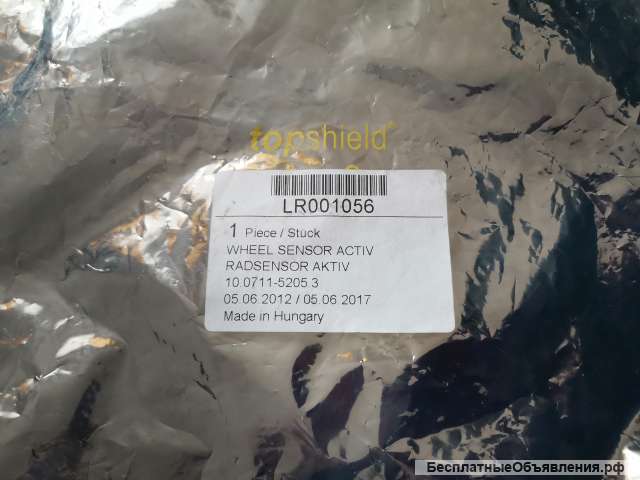 topshield®
LR001056
1 Piece / Stück
WHEEL SENSOR ACTIV
RADSENSOR AKTIV
10.0711-5205.3
05.06.2012 / 05.06.2017
Made in Hungary
БесплатныеОбъявления.рф